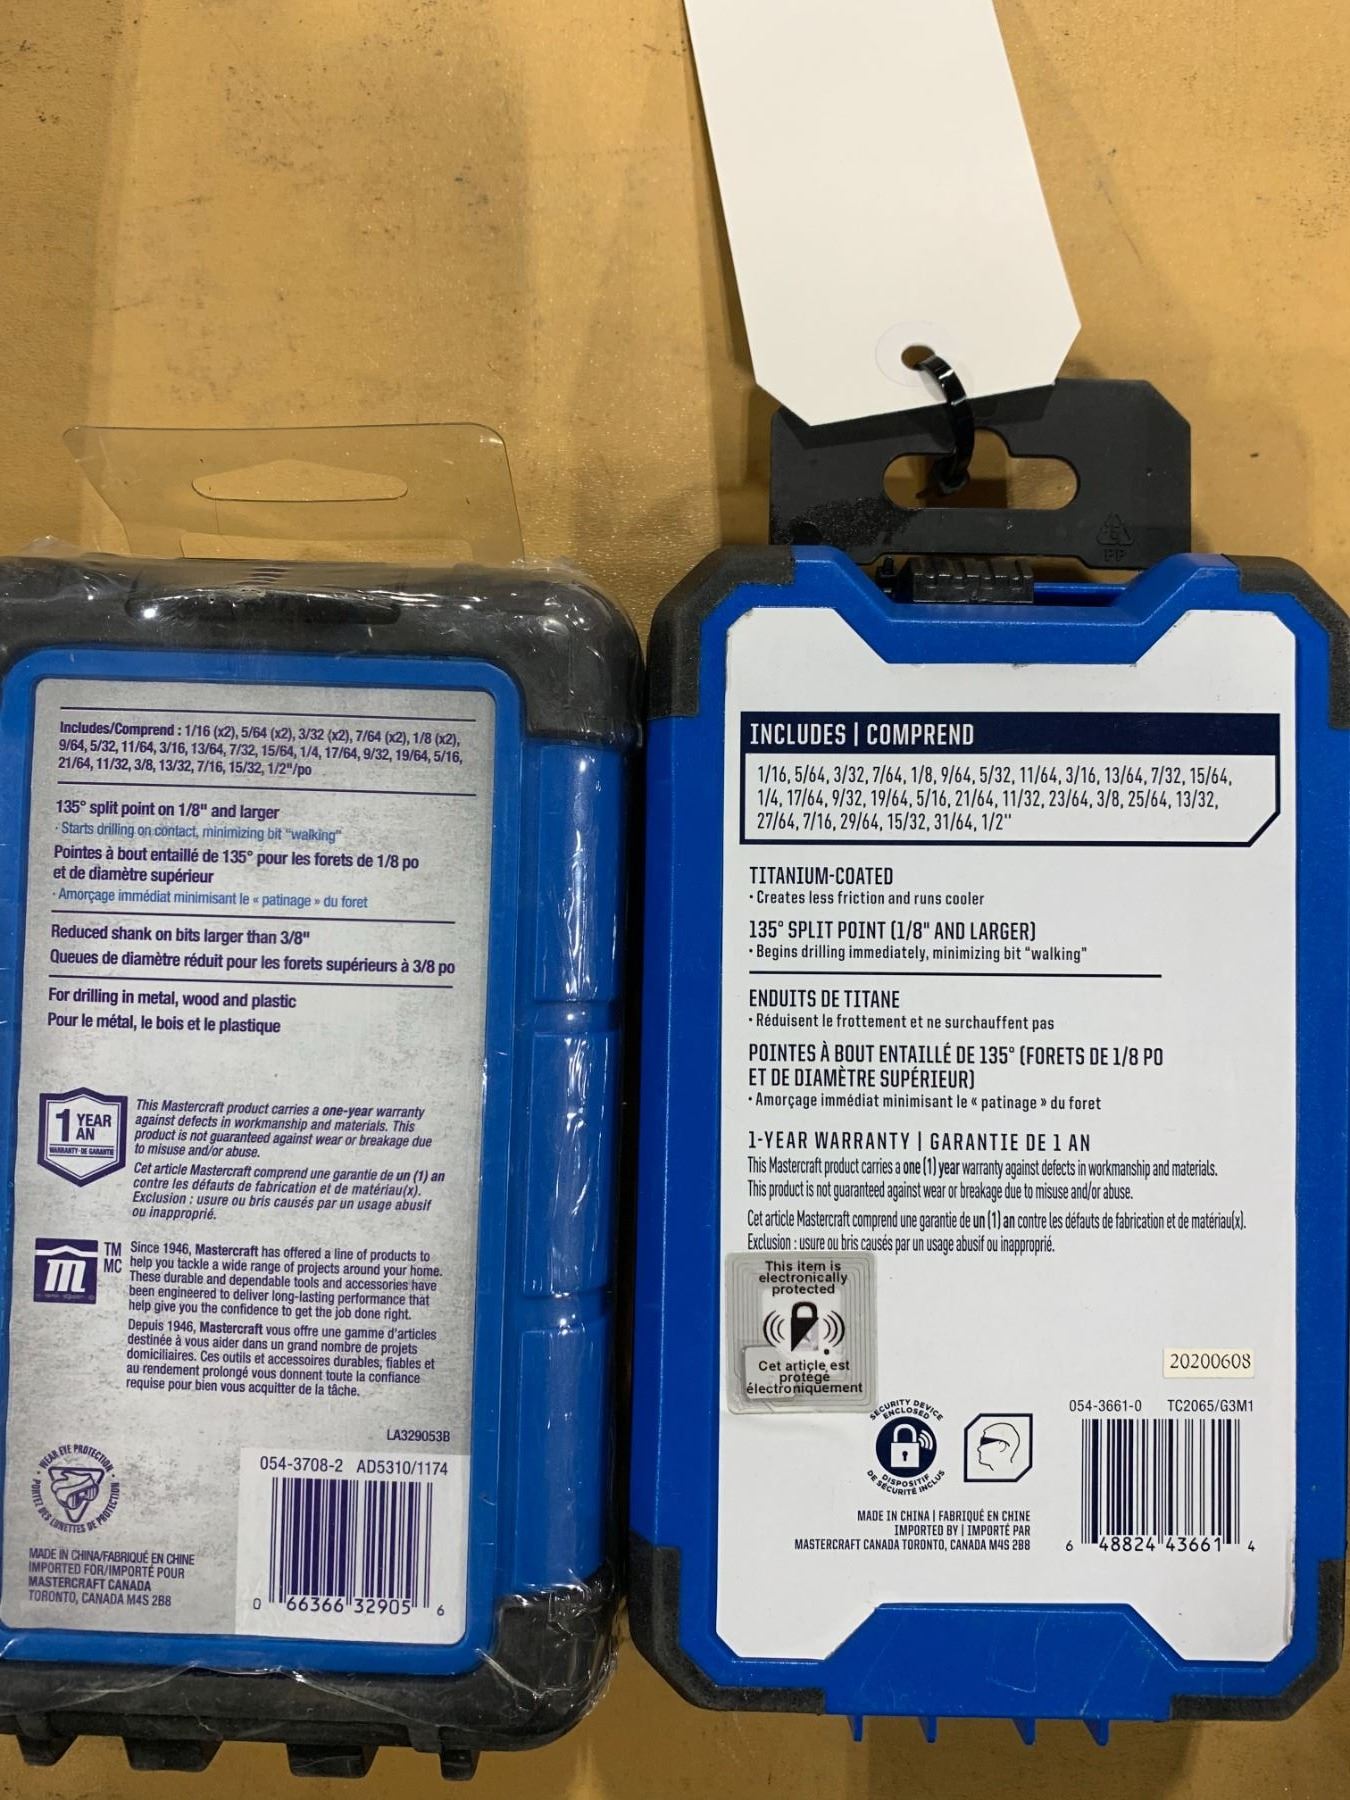 Includes/Comprend : 1/16 (x2), 5/64 (x2), 3/32 (x2), 7/64 (x2), 1/8 (x2),
9/64, 5/32, 11/64, 3/16, 13/64, 7/32, 15/64, 1/4, 17/64, 9/32, 19/64, 5/16,
21/64, 11/32, 3/8, 13/32, 7/16, 15/32, 1/2"/po
135° split point on 1/8" and larger
· Starts drilling on contact, minimizing bit "walking"
Pointes à bout entaillé de 135° pour les forets de 1/8 po
et de diamètre supérieur
· Amorçage immédiat minimisant le « patinage » du foret
Reduced shank on bits larger than 3/8"
Queues de diamètre réduit pour les forets supérieurs à 3/8 po
For drilling in metal, wood and plastic
Pour le métal, le bois et le plastique
1 YEAR
AN
WARRANTY·DE GARANTIE
This Mastercraft product carries a one-year warranty
against defects in workmanship and materials. This
product is not guaranteed against wear or breakage due
to misuse and/or abuse.
Cet article Mastercraft comprend une garantie de un (1) an
contre les défauts de fabrication et de matériau(x).
Exclusion : usure ou bris causés par un usage abusif
ou inapproprié.
m
TM
MC
Since 1946, Mastercraft has offered a line of products to
help you tackle a wide range of projects around your home.
These durable and dependable tools and accessories have
been engineered to deliver long-lasting performance that
help give you the confidence to get the job done right.
Depuis 1946, Mastercraft vous offre une gamme d'articles
destinée à vous aider dans un grand nombre de projets
domiciliaires. Ces outils et accessoires durables, fiables et
au rendement prolongé vous donnent toute la confiance
requise pour bien vous acquitter de la tâche.
LA329053B
· WEAR EYE PROTECTION ·
PORTEZ DES LUNETTES DE PROTECTION
054-3708-2 AD5310/1174
MADE IN CHINA/FABRIQUÉ EN CHINE
IMPORTED FOR/IMPORTÉ POUR
MASTERCRAFT CANADA
TORONTO, CANADA M4S 2B8
0 66366 32905 6
PP
INCLUDES | COMPREND
1/16, 5/64, 3/32, 7/64, 1/8, 9/64, 5/32, 11/64, 3/16, 13/64, 7/32, 15/64,
1/4, 17/64, 9/32, 19/64, 5/16, 21/64, 11/32, 23/64, 3/8, 25/64, 13/32,
27/64, 7/16, 29/64, 15/32, 31/64, 1/2"
TITANIUM-COATED
• Creates less friction and runs cooler
135° SPLIT POINT (1/8" AND LARGER)
• Begins drilling immediately, minimizing bit "walking"
ENDUITS DE TITANE
• Réduisent le frottement et ne surchauffent pas
POINTES À BOUT ENTAILLÉ DE 135° (FORETS DE 1/8 PO
ET DE DIAMÈTRE SUPÉRIEUR)
• Amorçage immédiat minimisant le « patinage » du foret
1-YEAR WARRANTY | GARANTIE DE 1 AN
This Mastercraft product carries a one (1) year warranty against defects in workmanship and materials.
This product is not guaranteed against wear or breakage due to misuse and/or abuse.
Cet article Mastercraft comprend une garantie de un (1) an contre les défauts de fabrication et de matériau(x).
Exclusion : usure ou bris causés par un usage abusif ou inapproprié.
This item is
electronically
protected
Cet article est
protégé
électroniquement
20200608
054-3661-0 TC2065/G3M1
SECURITY DEVICE
ENCLOSED
DISPOSITIF
DE SÉCURITÉ INCLUS
MADE IN CHINA | FABRIQUÉ EN CHINE
IMPORTED BY | IMPORTÉ PAR
MASTERCRAFT CANADA TORONTO, CANADA M4S 2B8
6 48824 43661 4